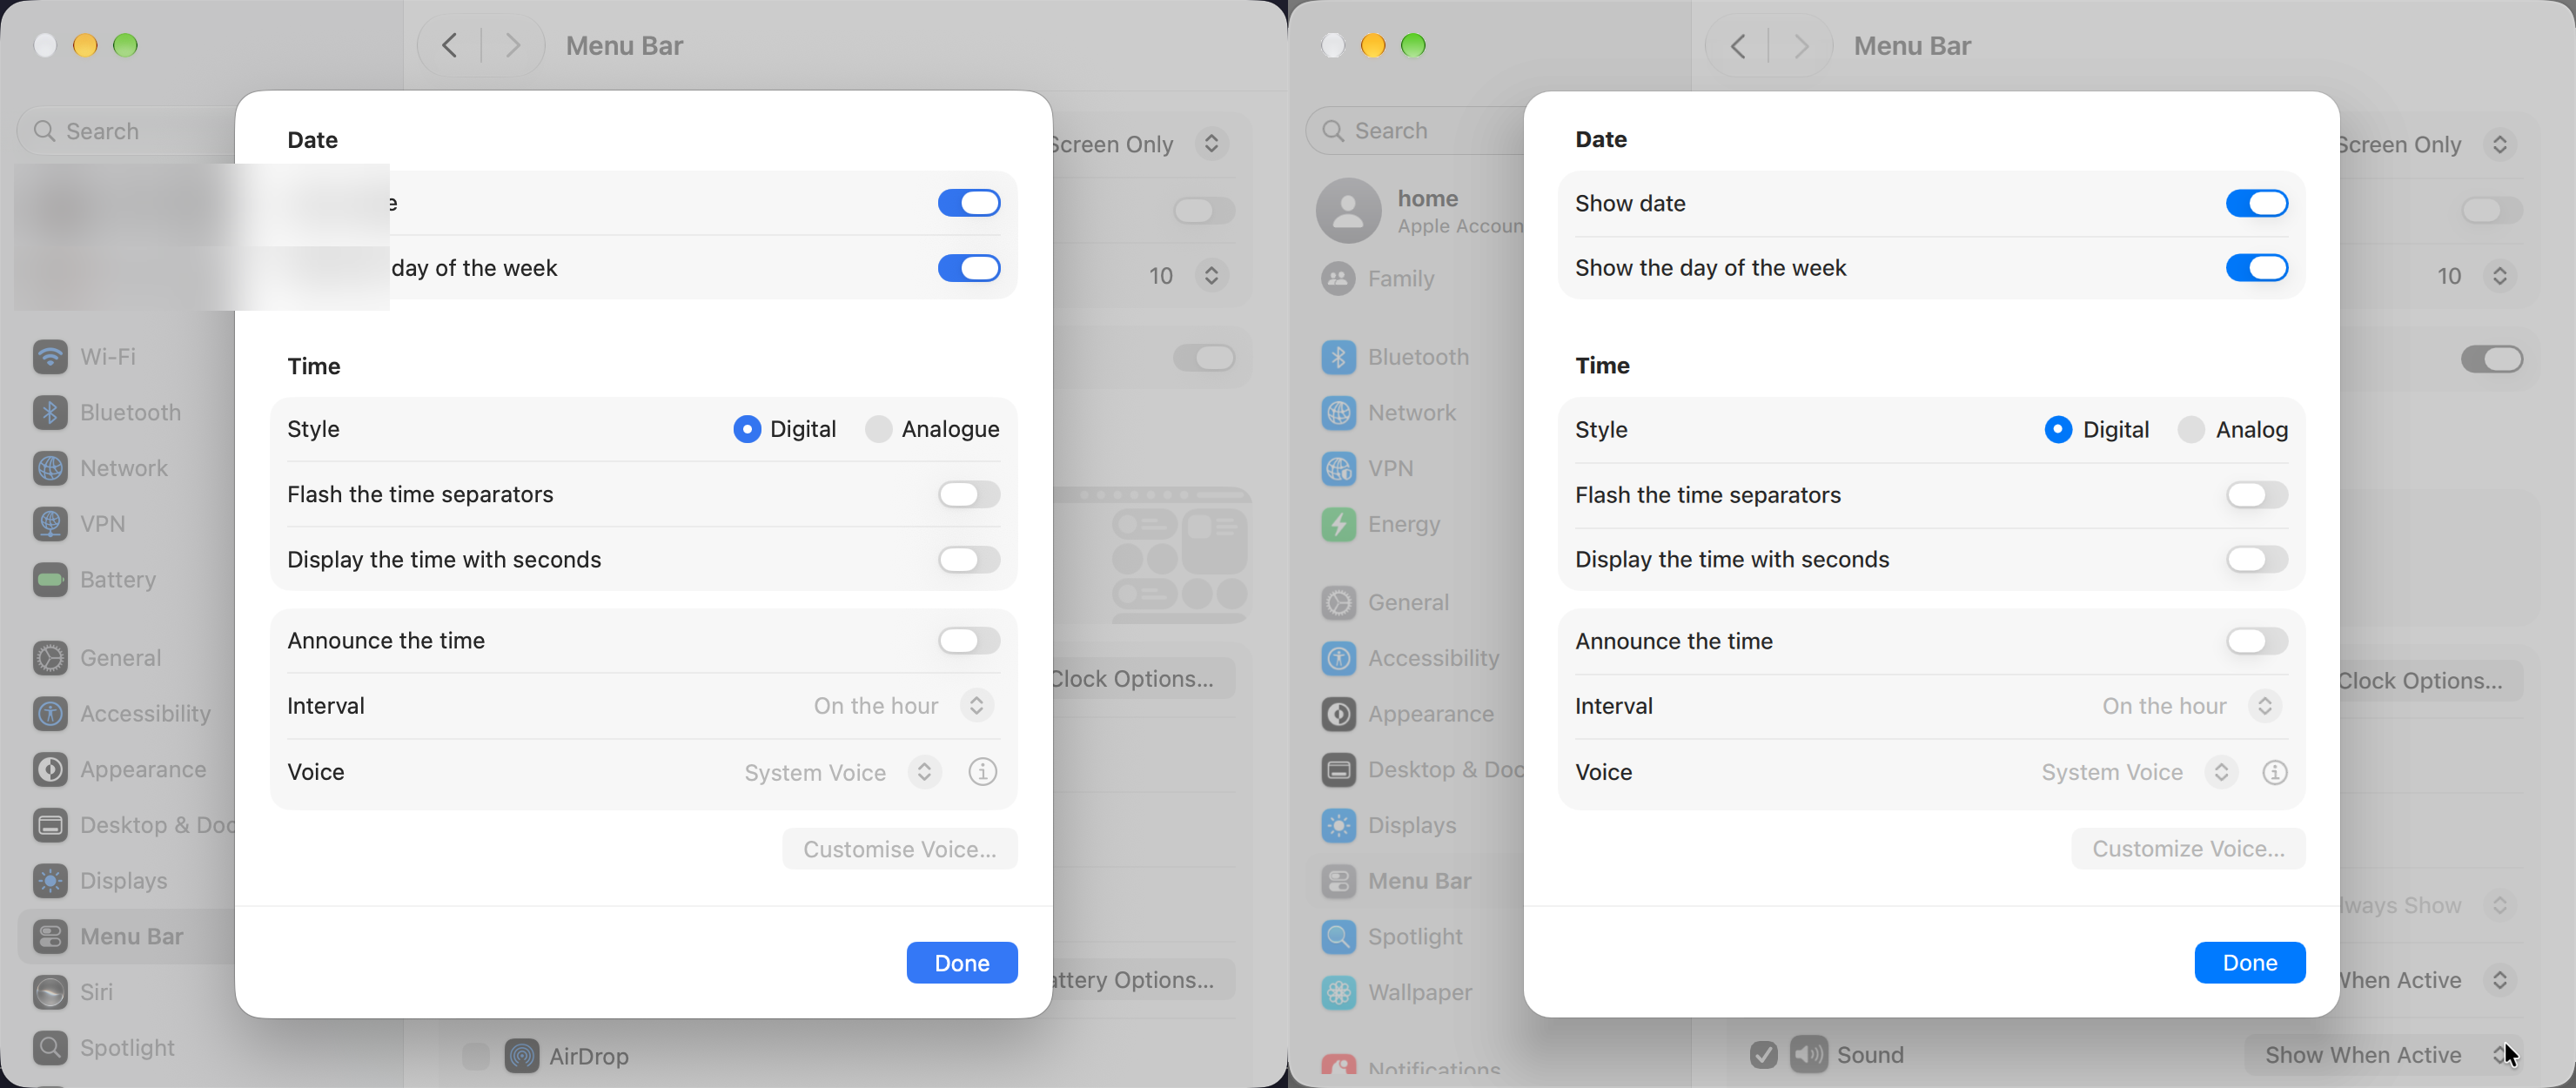 Menu Bar
Search
Screen Only
10
Wi-Fi
Bluetooth
Network
VPN
Battery
General
Accessibility
Appearance
Desktop & Doc
Displays
Menu Bar
Siri
Spotlight
Clock Options...
attery Options...
AirDrop
Date
e
day of the week
Time
Style Digital Analogue
Flash the time separators
Display the time with seconds
Announce the time
Interval On the hour
Voice System Voice
Customise Voice...
Done
Menu Bar
Search
Screen Only
10
home
Apple Accoun
Family
Bluetooth
Network
VPN
Energy
General
Accessibility
Appearance
Desktop & Doc
Displays
Menu Bar
Spotlight
Wallpaper
Notifications
Clock Options...
lways Show
When Active
Sound Show When Active
Date
Show date
Show the day of the week
Time
Style Digital Analog
Flash the time separators
Display the time with seconds
Announce the time
Interval On the hour
Voice System Voice
Customize Voice...
Done